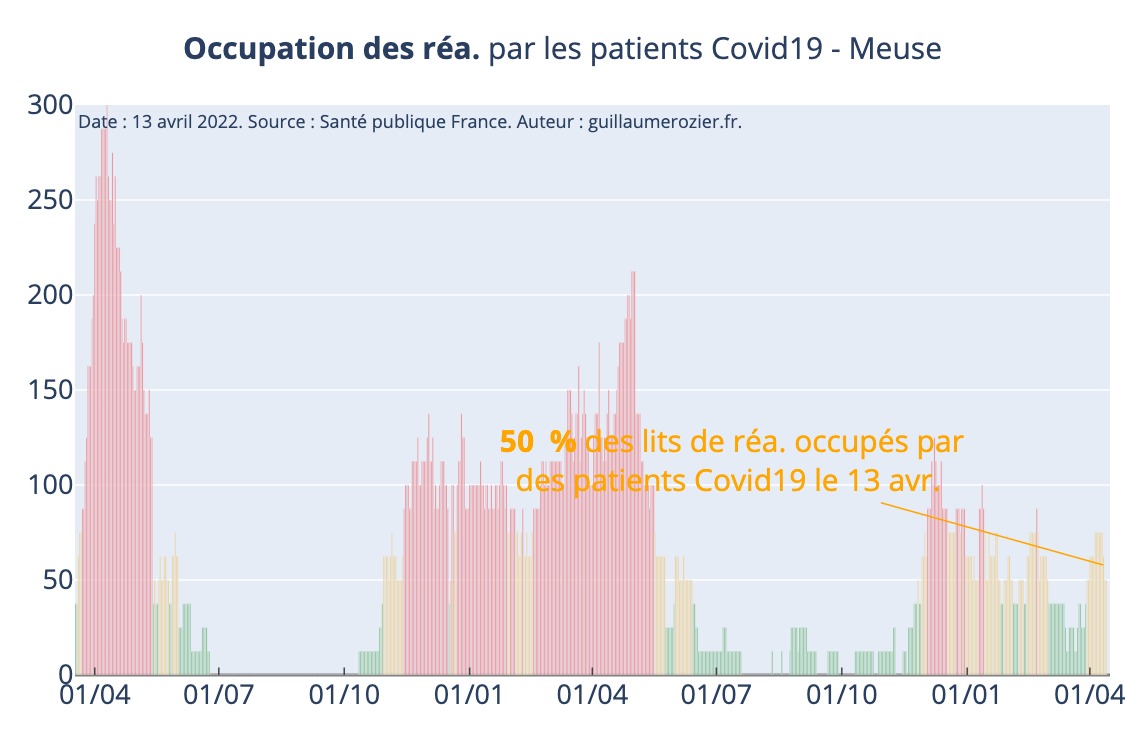 Occupation des réa. par les patients Covid19 - Meuse
300
Date : 13 avril 2022. Source : Santé publique France. Auteur : guillaumerozier.fr.
250
200
150
50 % des lits de réa. occupés par
des patients Covid19 le 13 avr.
100
50
0
01/04 01/07 01/10 01/01 01/04 01/07 01/10 01/01 01/04